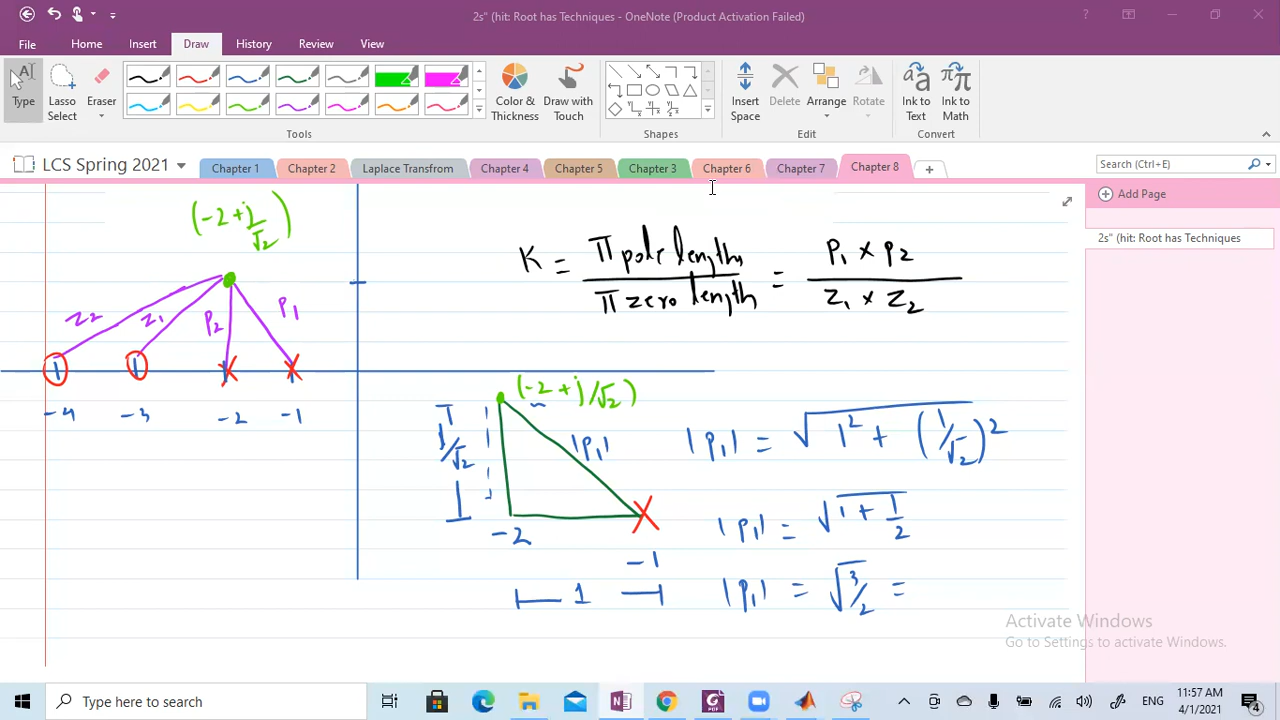 2s" (hit: Root has Techniques - OneNote (Product Activation Failed)
File Home Insert Draw History Review View
Type
Lasso Select
Eraser
Color & Thickness
Draw with Touch
Insert Space
Delete
Arrange
Rotate
Ink to Text
Ink to Math
Tools
Shapes
Edit
Convert
LCS Spring 2021
Chapter 1 Chapter 2 Laplace Transfrom Chapter 4 Chapter 5 Chapter 3 Chapter 6 Chapter 7 Chapter 8
Search (Ctrl+E)
Add Page
2s" (hit: Root has Techniques
(-2+j1/√2)
Z2 Z1 P2 P1
-4 -3 -2 -1
K = π pole length / π zero length = P1 × P2 / Z1 × Z2
(-2+j/√2)
1/√2
|P1|
-2
-1
1
|P1| = √(1² + (1/√2)²)
|P1| = √(1 + 1/2)
|P1| = √(3/2) =
Activate Windows
Go to Settings to activate Windows.
Type here to search
ENG
11:57 AM
4/1/2021
4